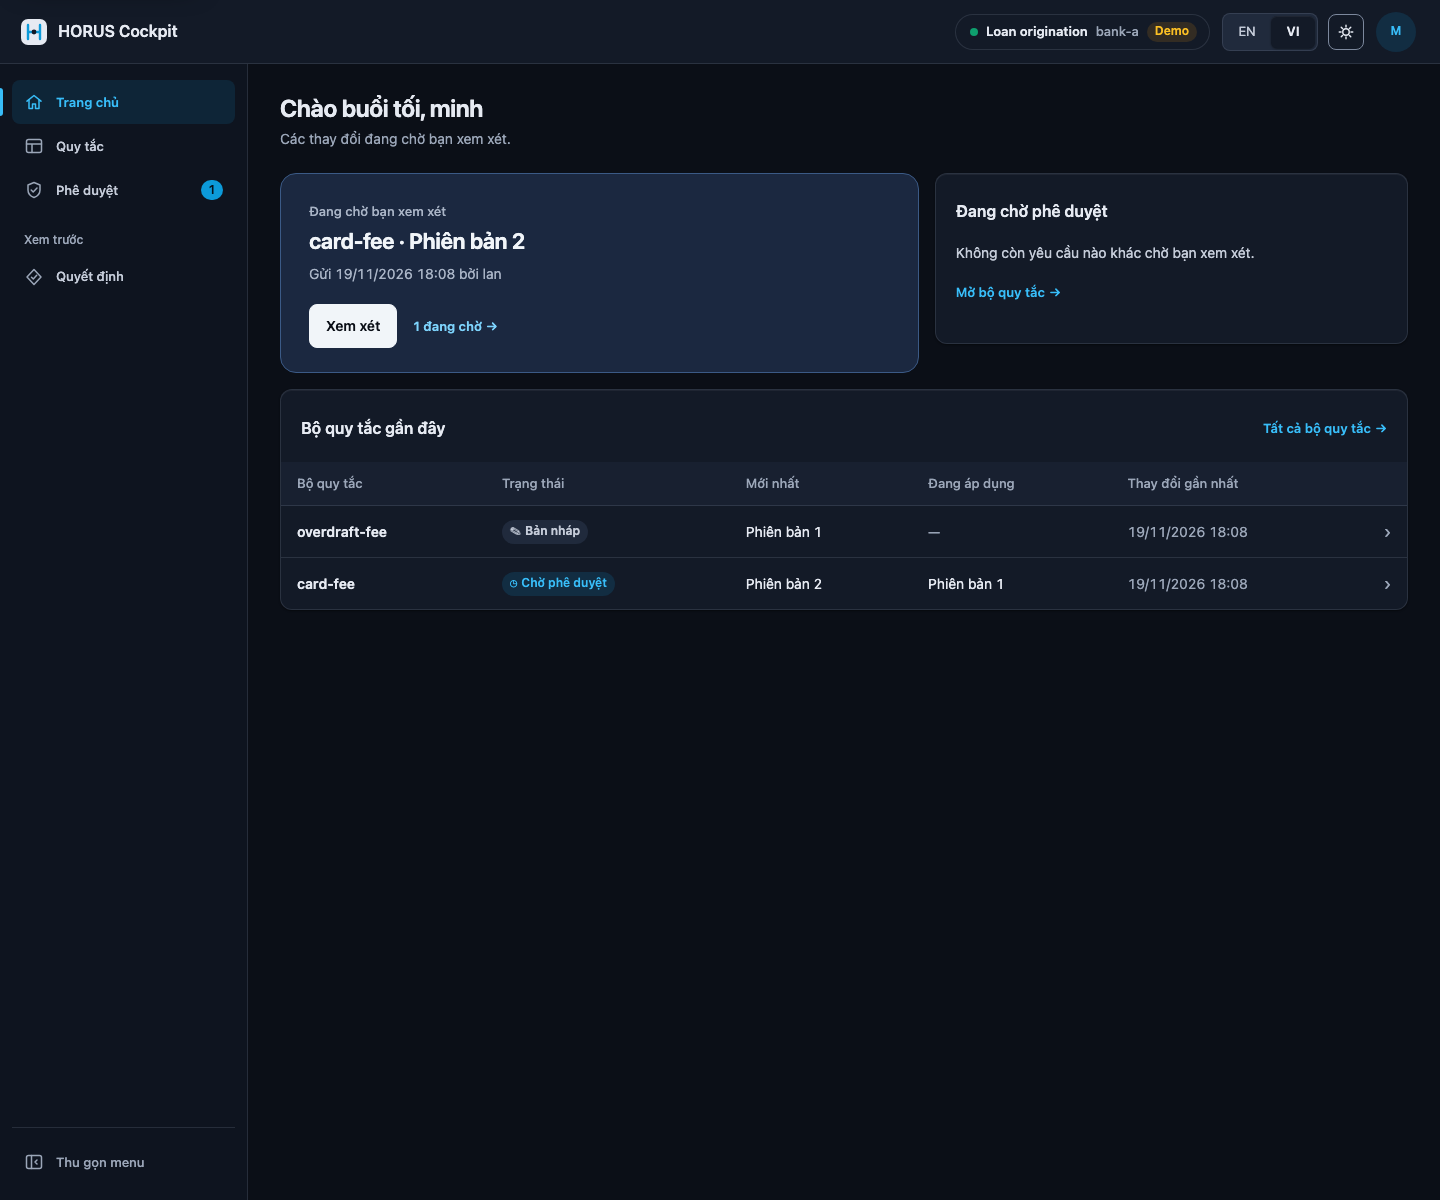 HORUS Cockpit
Loan origination bank-a Demo
EN VI
M
Trang chủ
Quy tắc
Phê duyệt 1
Xem trước
Quyết định
Thu gọn menu
Chào buổi tối, minh
Các thay đổi đang chờ bạn xem xét.
Đang chờ bạn xem xét
card-fee · Phiên bản 2
Gửi 19/11/2026 18:08 bởi lan
Xem xét 1 đang chờ →
Đang chờ phê duyệt
Không còn yêu cầu nào khác chờ bạn xem xét.
Mở bộ quy tắc →
Bộ quy tắc gần đây
Tất cả bộ quy tắc →
Bộ quy tắc Trạng thái Mới nhất Đang áp dụng Thay đổi gần nhất
overdraft-fee Bản nháp Phiên bản 1 — 19/11/2026 18:08 ›
card-fee Chờ phê duyệt Phiên bản 2 Phiên bản 1 19/11/2026 18:08 ›